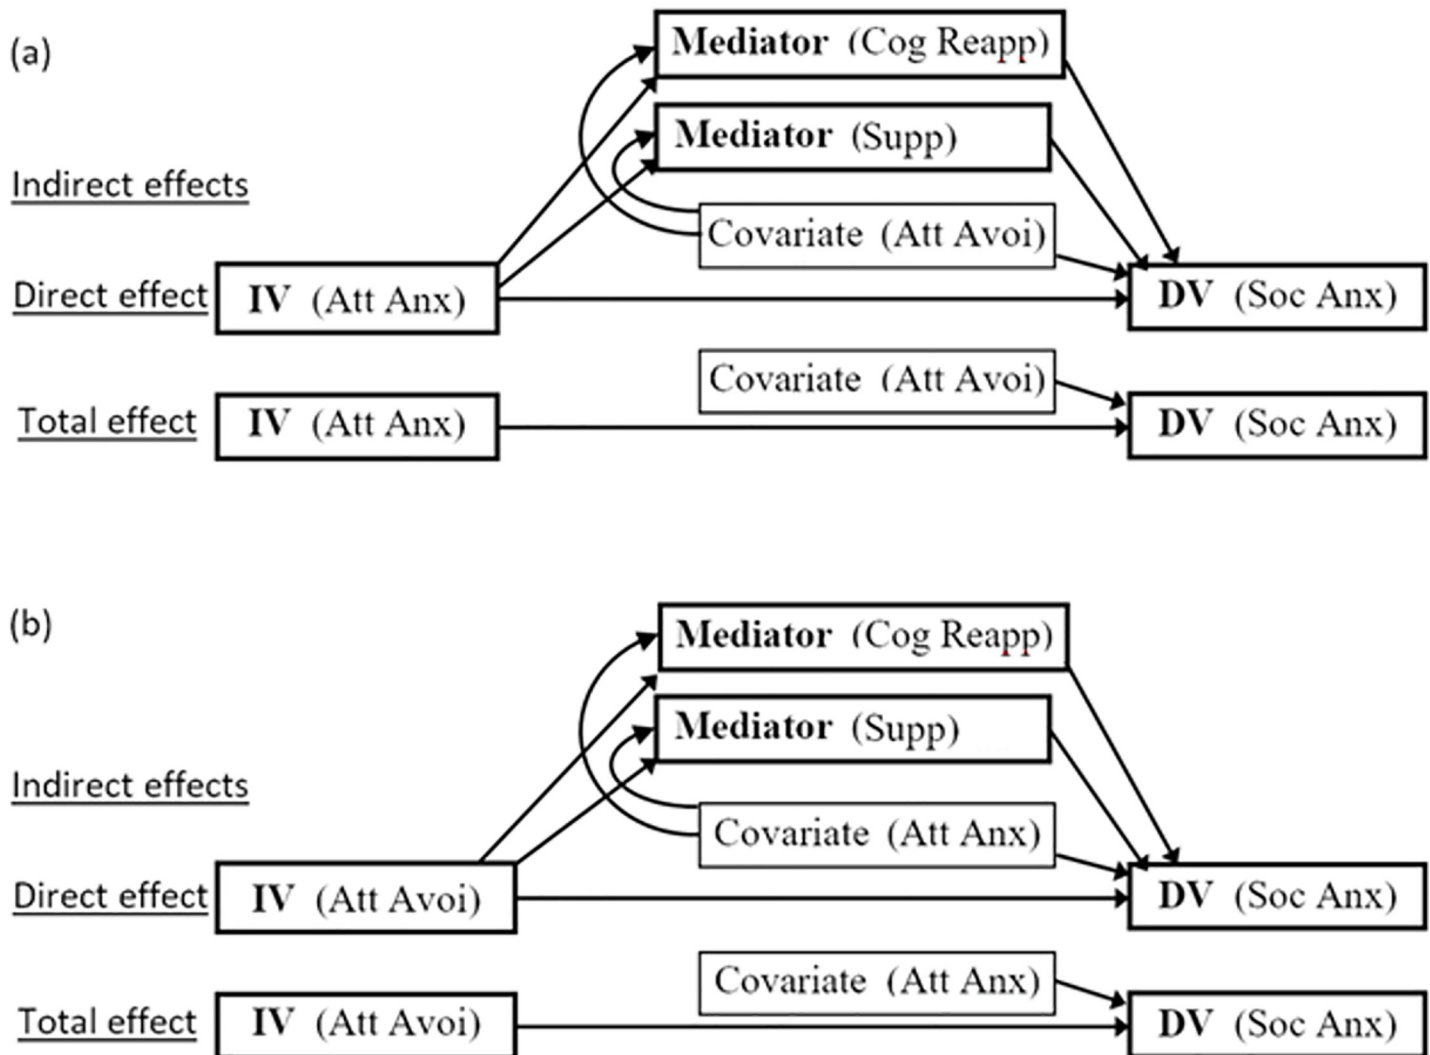 (a)
Mediator (Cog Reapp)
Mediator (Supp)
Indirect effects
Covariate (Att Avoi)
Direct effect
IV (Att Anx)
DV (Soc Anx)
Covariate (Att Avoi)
Total effect
IV (Att Anx)
DV (Soc Anx)
(b)
Mediator (Cog Reapp)
Mediator (Supp)
Indirect effects
Covariate (Att Anx)
Direct effect
IV (Att Avoi)
DV (Soc Anx)
Covariate (Att Anx)
Total effect
IV (Att Avoi)
DV (Soc Anx)